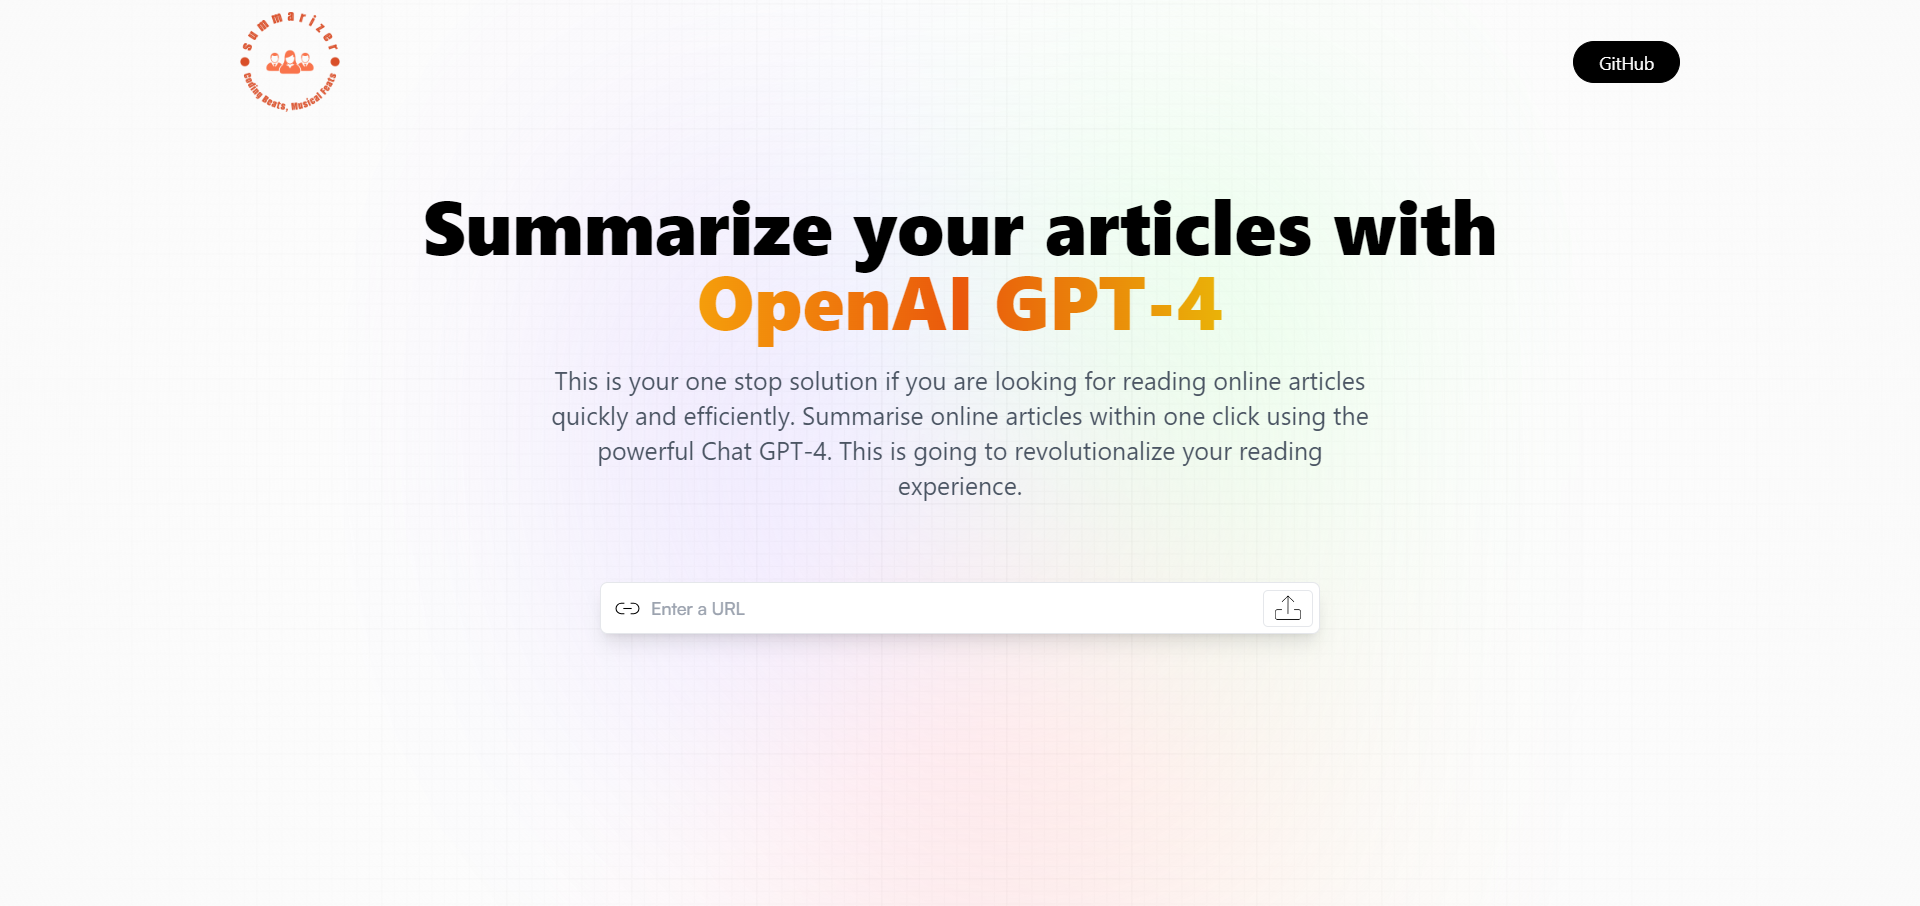 summarizer
Coding Beats, Musical Feats
GitHub
Summarize your articles with
OpenAI GPT-4
This is your one stop solution if you are looking for reading online articles
quickly and efficiently. Summarise online articles within one click using the
powerful Chat GPT-4. This is going to revolutionalize your reading
experience.
Enter a URL